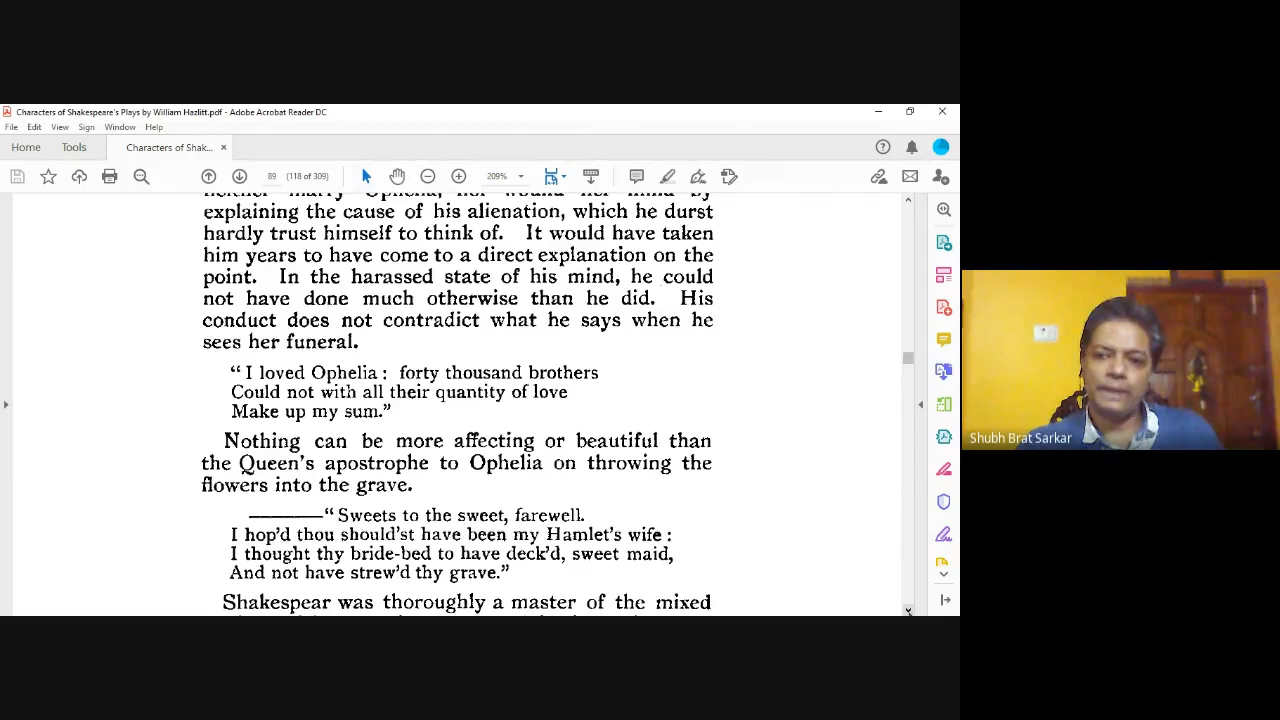 Characters of Shakespeare's Plays by William Hazlitt.pdf - Adobe Acrobat Reader DC
File Edit View Sign Window Help
Home Tools Characters of Shak... ×
89 (118 of 309) 209%
neither marry Ophelia, nor wound her mind by
explaining the cause of his alienation, which he durst
hardly trust himself to think of. It would have taken
him years to have come to a direct explanation on the
point. In the harassed state of his mind, he could
not have done much otherwise than he did. His
conduct does not contradict what he says when he
sees her funeral.
“ I loved Ophelia : forty thousand brothers
Could not with all their quantity of love
Make up my sum.”
Nothing can be more affecting or beautiful than
the Queen's apostrophe to Ophelia on throwing the
flowers into the grave.
———“ Sweets to the sweet, farewell.
I hop'd thou should'st have been my Hamlet's wife :
I thought thy bride-bed to have deck'd, sweet maid,
And not have strew'd thy grave.”
Shakespear was thoroughly a master of the mixed
Shubh Brat Sarkar